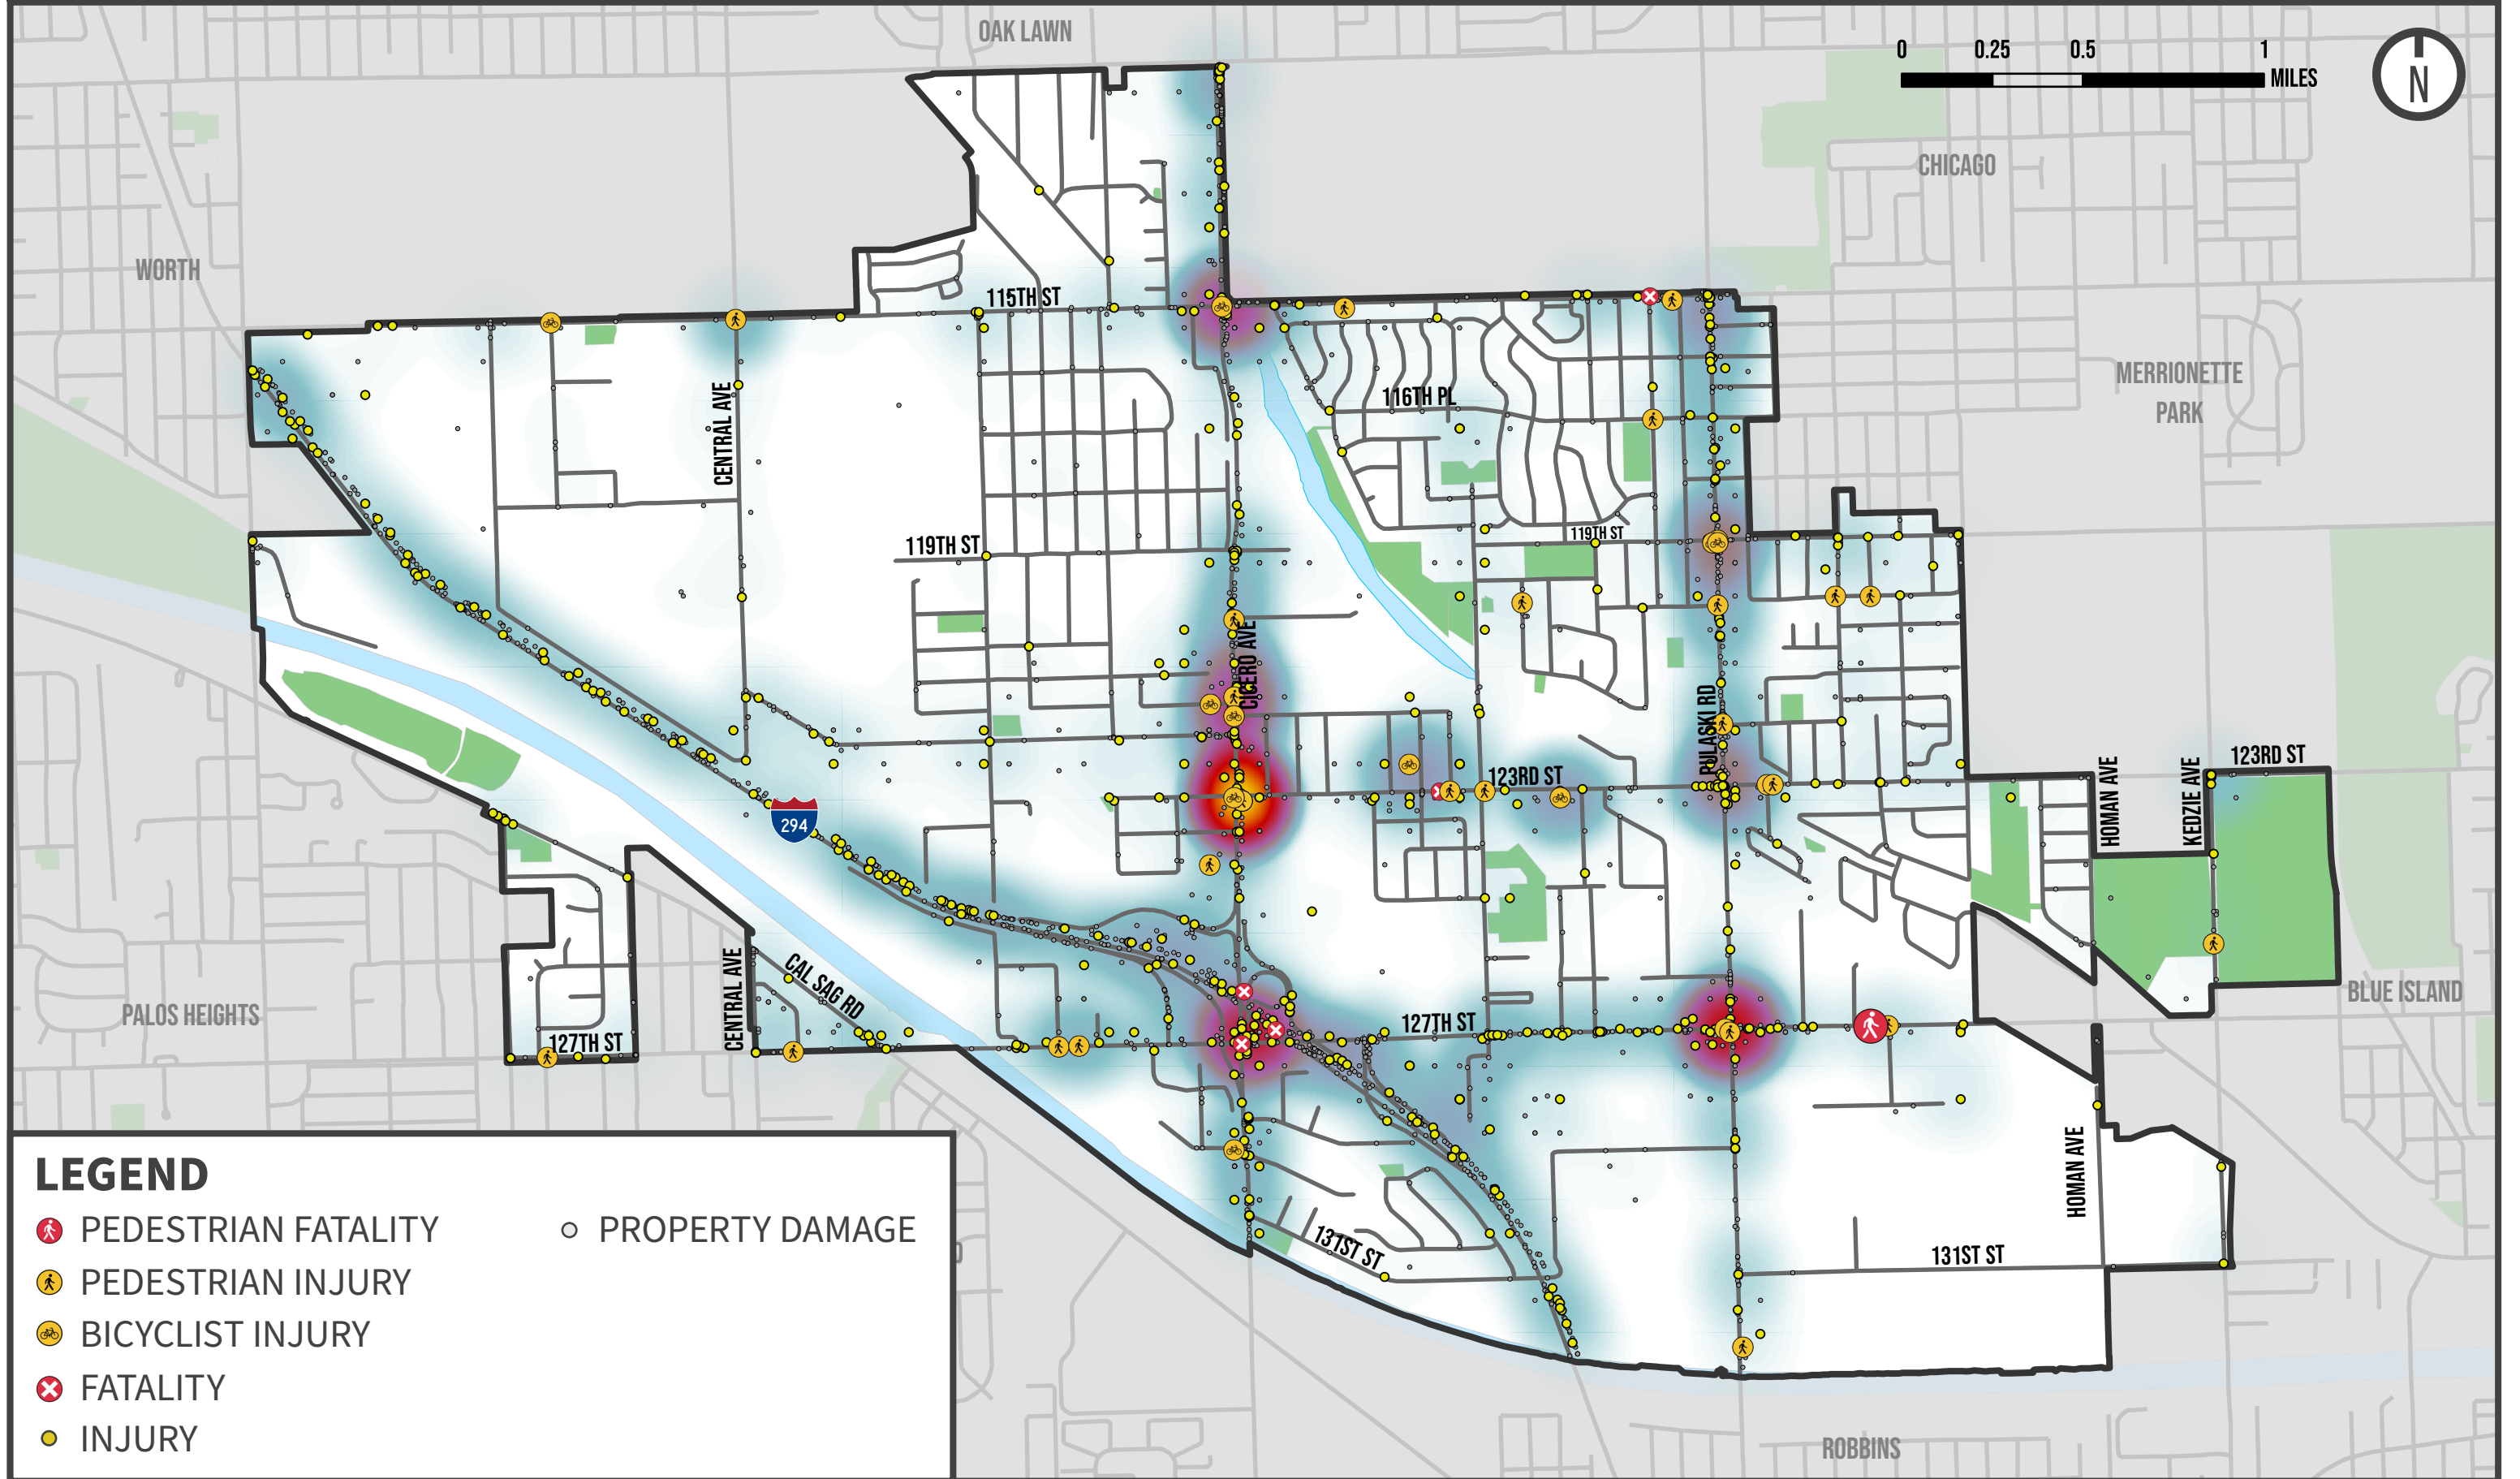 OAK LAWN
0 0.25 0.5 1
MILES
N
CHICAGO
WORTH
115TH ST
MERRIONETTE
PARK
CENTRAL AVE
116TH PL
119TH ST
119TH ST
CICERO AVE
PULASKI RD
123RD ST
123RD ST
HOMAN AVE
KEDZIE AVE
294
CENTRAL AVE
CAL SAG RD
PALOS HEIGHTS
127TH ST
127TH ST
BLUE ISLAND
HOMAN AVE
131ST ST
131ST ST
ROBBINS
LEGEND
PEDESTRIAN FATALITY
PEDESTRIAN INJURY
BICYCLIST INJURY
FATALITY
INJURY
PROPERTY DAMAGE